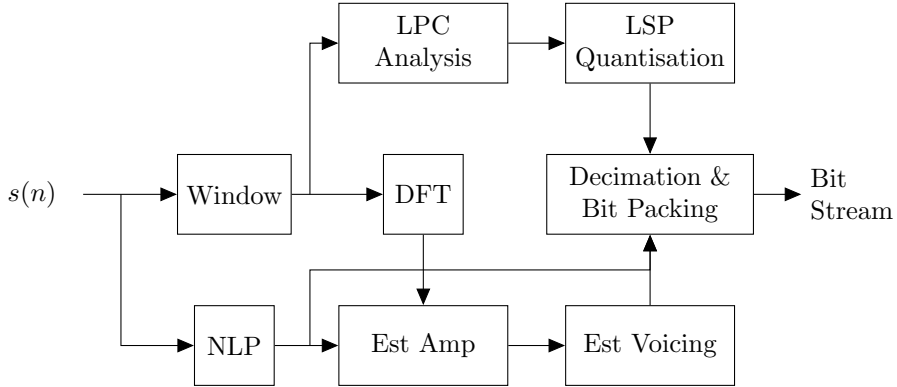 LPC
Analysis
LSP
Quantisation
s(n)
Window
DFT
Decimation &
Bit Packing
Bit
Stream
NLP
Est Amp
Est Voicing